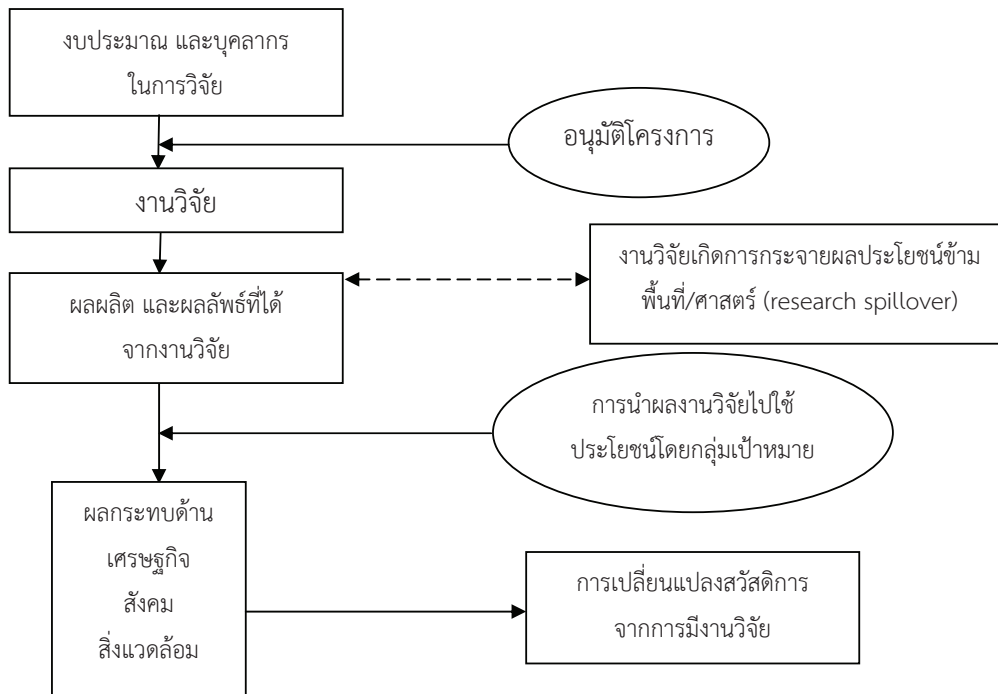 งบประมาณ และบุคลากร
ในการวิจัย
อนุมัติโครงการ
งานวิจัย
งานวิจัยเกิดการกระจายผลประโยชน์ข้าม
พื้นที่/ศาสตร์ (research spillover)
ผลผลิต และผลลัพธ์ที่ได้
จากงานวิจัย
การนำผลงานวิจัยไปใช้
ประโยชน์โดยกลุ่มเป้าหมาย
ผลกระทบด้าน
เศรษฐกิจ
สังคม
สิ่งแวดล้อม
การเปลี่ยนแปลงสวัสดิการ
จากการมีงานวิจัย